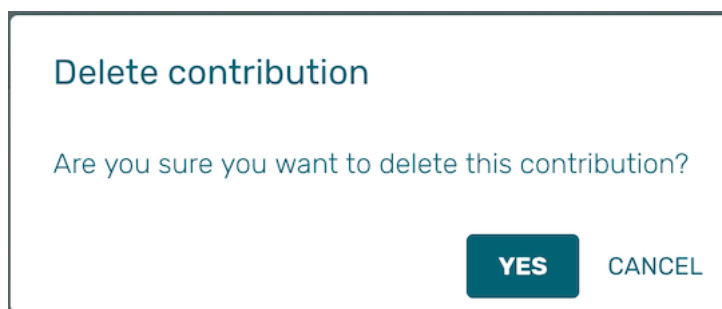 Delete contribution
Are you sure you want to delete this contribution?
YES CANCEL